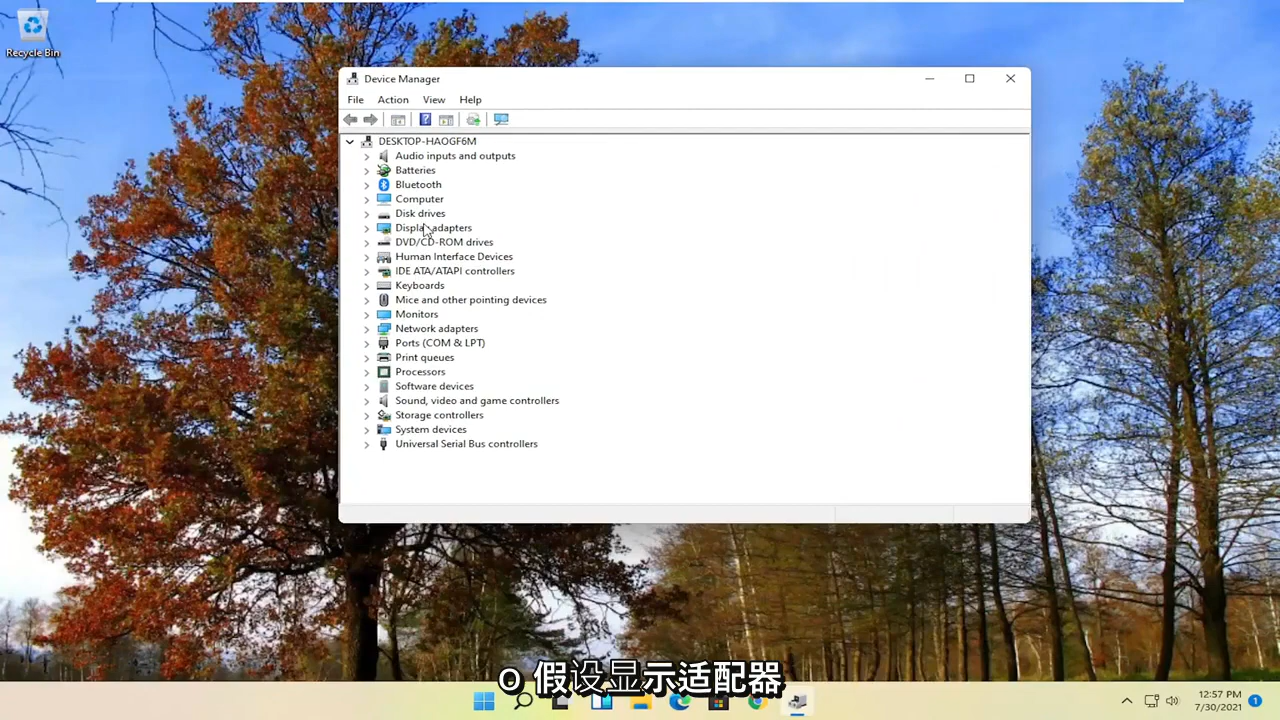 Recycle Bin
Device Manager
File Action View Help
DESKTOP-HAOGF6M
Audio inputs and outputs
Batteries
Bluetooth
Computer
Disk drives
Display adapters
DVD/CD-ROM drives
Human Interface Devices
IDE ATA/ATAPI controllers
Keyboards
Mice and other pointing devices
Monitors
Network adapters
Ports (COM & LPT)
Print queues
Processors
Software devices
Sound, video and game controllers
Storage controllers
System devices
Universal Serial Bus controllers
o 假设显示适配器
12:57 PM
7/30/2021
1